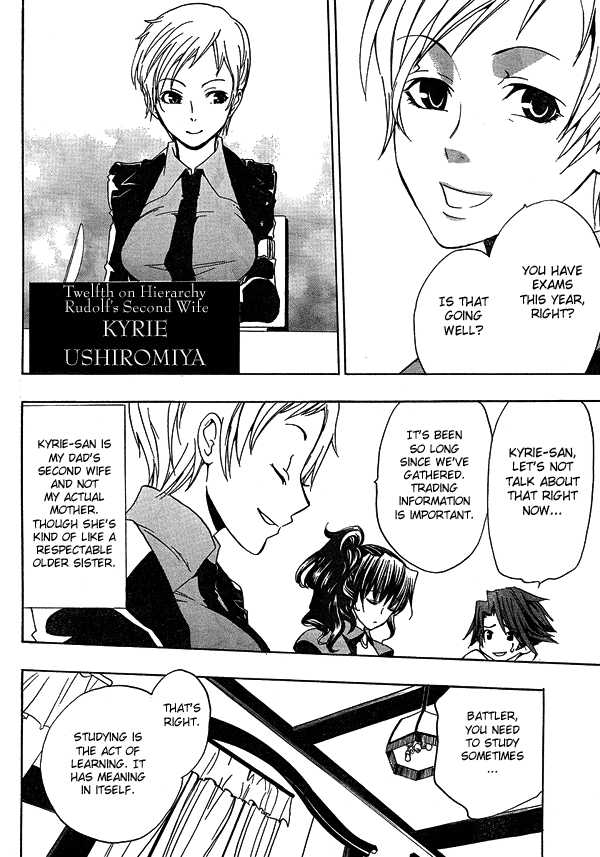 YOU HAVE
EXAMS
THIS YEAR,
RIGHT?
IS THAT
GOING
WELL?
Twelfth on Hierarchy
Rudolf's Second Wife
KYRIE
USHIROMIYA
KYRIE-SAN,
LET'S NOT
TALK ABOUT
THAT RIGHT
NOW...
IT'S BEEN
SO LONG
SINCE WE'VE
GATHERED.
TRADING
INFORMATION
IS IMPORTANT.
KYRIE-SAN IS
MY DAD'S
SECOND WIFE
AND NOT
MY ACTUAL
MOTHER.
THOUGH SHE'S
KIND OF LIKE A
RESPECTABLE
OLDER SISTER.
BATTLER,
YOU NEED
TO STUDY
SOMETIMES
...
THAT'S
RIGHT.
STUDYING IS
THE ACT OF
LEARNING. IT
HAS MEANING
IN ITSELF.